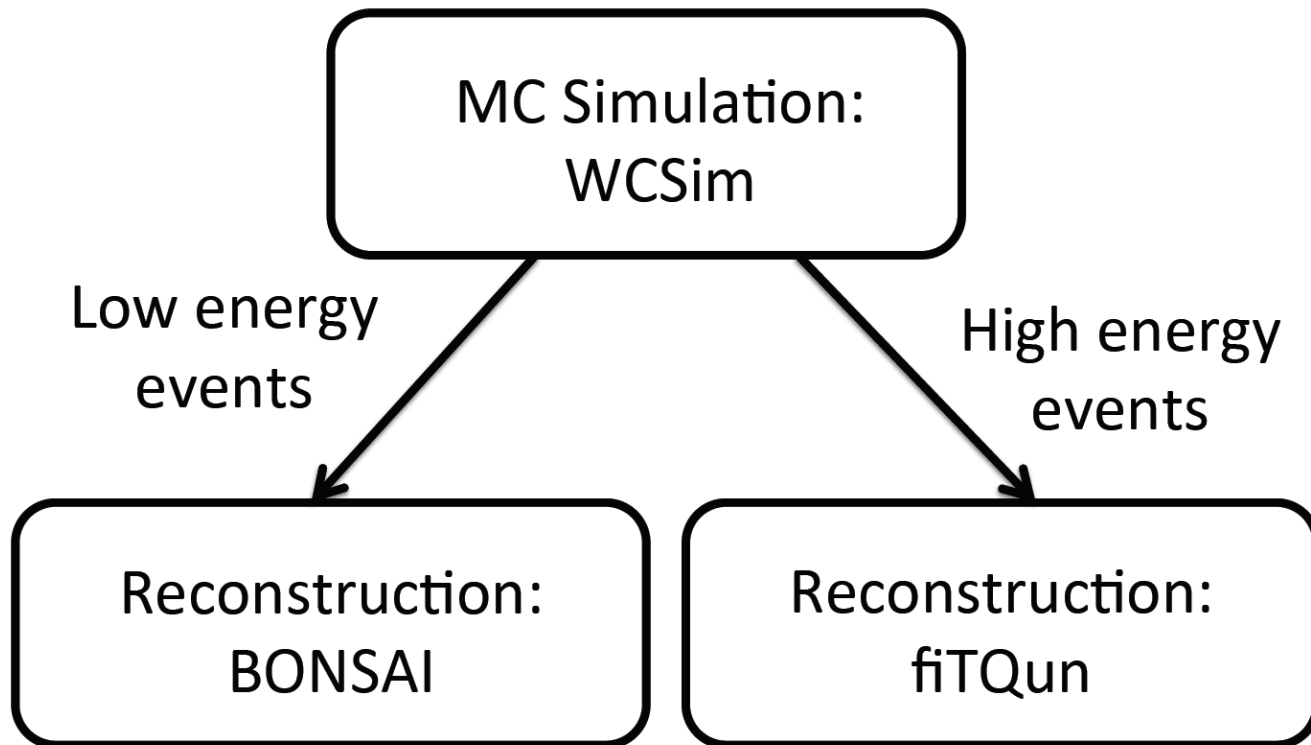 MC Simulation:
WCSim
Low energy
events
High energy
events
Reconstruction:
BONSAI
Reconstruction:
fiTQun